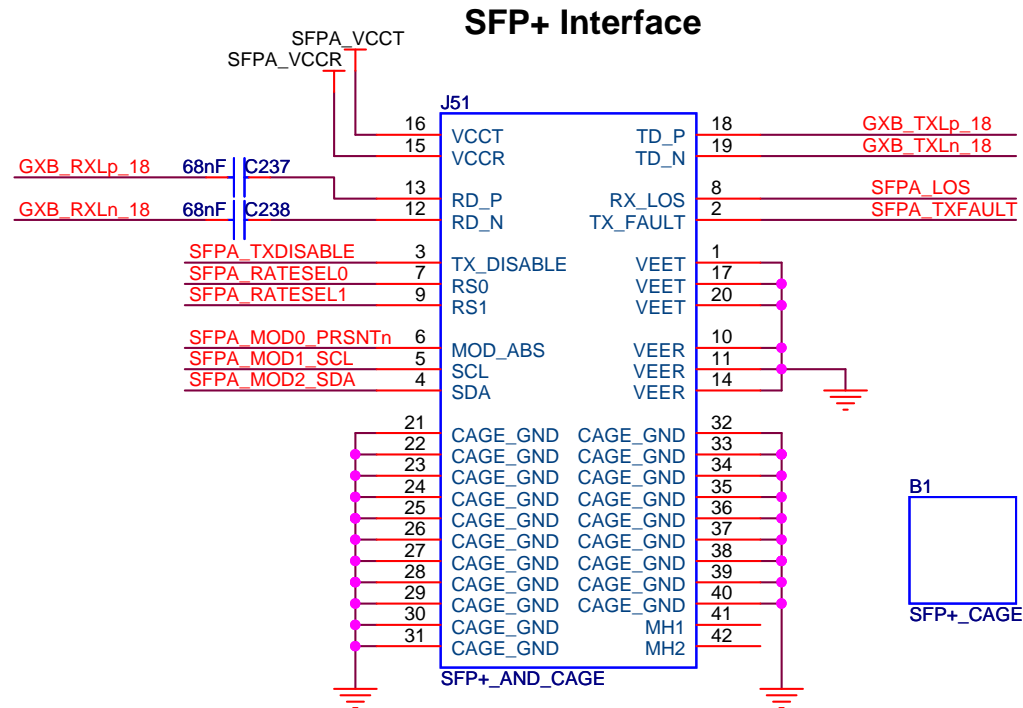 SFP+ Interface
SFPA_VCCT
SFPA_VCCR
J51
16 VCCT TD_P 18 GXB_TXLp_18
15 VCCR TD_N 19 GXB_TXLn_18
GXB_RXLp_18 68nF C237 13 RD_P RX_LOS 8 SFPA_LOS
GXB_RXLn_18 68nF C238 12 RD_N TX_FAULT 2 SFPA_TXFAULT
SFPA_TXDISABLE 3 TX_DISABLE VEET 1
SFPA_RATESEL0 7 RS0 VEET 17
SFPA_RATESEL1 9 RS1 VEET 20
SFPA_MOD0_PRSNTn 6 MOD_ABS VEER 10
SFPA_MOD1_SCL 5 SCL VEER 11
SFPA_MOD2_SDA 4 SDA VEER 14
21 CAGE_GND CAGE_GND 32
22 CAGE_GND CAGE_GND 33
23 CAGE_GND CAGE_GND 34
24 CAGE_GND CAGE_GND 35
25 CAGE_GND CAGE_GND 36
26 CAGE_GND CAGE_GND 37
27 CAGE_GND CAGE_GND 38
28 CAGE_GND CAGE_GND 39
29 CAGE_GND CAGE_GND 40
30 CAGE_GND MH1 41
31 CAGE_GND MH2 42
SFP+_AND_CAGE
B1
SFP+_CAGE